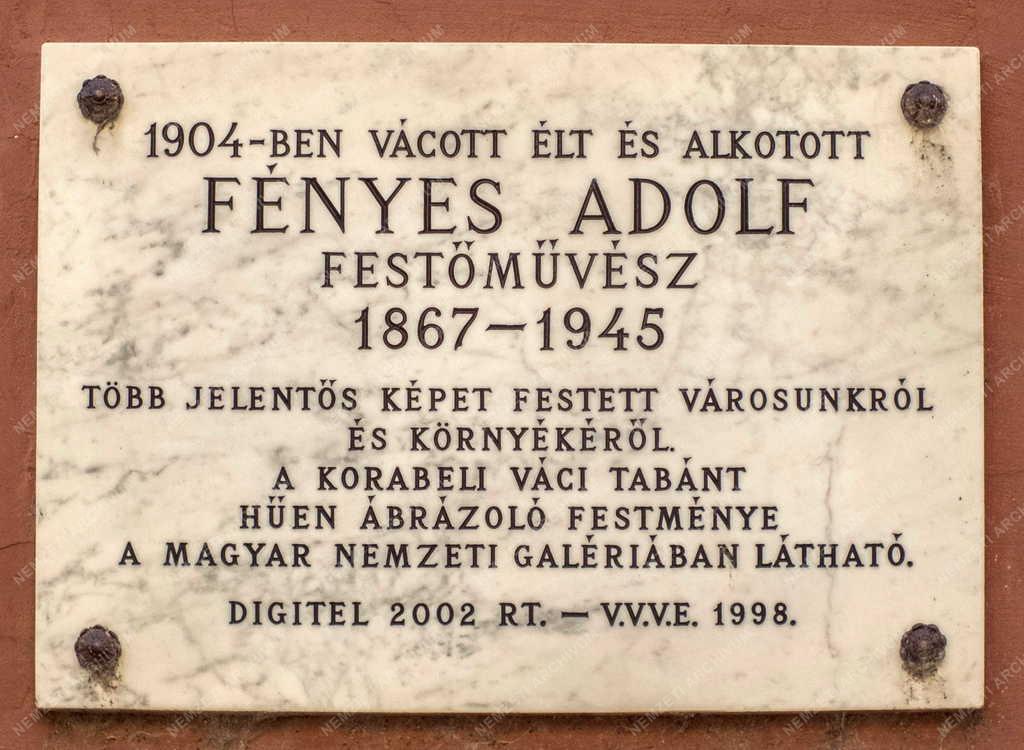 1904-BEN VÁCOTT ÉLT ÉS ALKOTOTT
FÉNYES ADOLF
FESTŐMŰVÉSZ
1867—1945
TÖBB JELENTŐS KÉPET FESTETT VÁROSUNKRÓL
ÉS KÖRNYÉKÉRŐL.
A KORABELI VÁCI TABÁNT
HŰEN ÁBRÁZOLÓ FESTMÉNYE
A MAGYAR NEMZETI GALÉRIÁBAN LÁTHATÓ.
DIGITEL 2002 RT. — V.V.V.E. 1998.